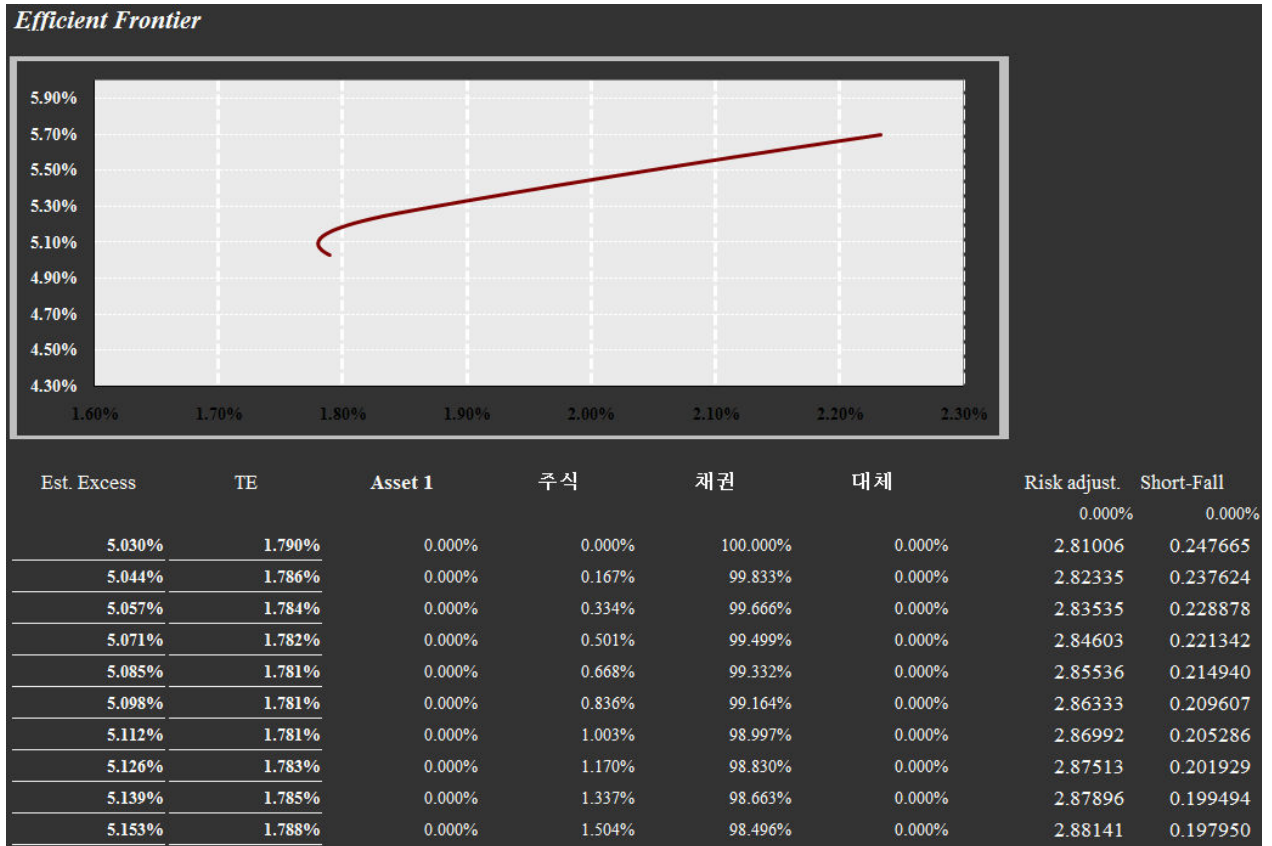 Efficient Frontier
5.90%
5.70%
5.50%
5.30%
5.10%
4.90%
4.70%
4.50%
4.30%
1.60% 1.70% 1.80% 1.90% 2.00% 2.10% 2.20% 2.30%
Est. Excess TE Asset 1 주식 채권 대체 Risk adjust. Short-Fall
0.000% 0.000%
5.030% 1.790% 0.000% 0.000% 100.000% 0.000% 2.81006 0.247665
5.044% 1.786% 0.000% 0.167% 99.833% 0.000% 2.82335 0.237624
5.057% 1.784% 0.000% 0.334% 99.666% 0.000% 2.83535 0.228878
5.071% 1.782% 0.000% 0.501% 99.499% 0.000% 2.84603 0.221342
5.085% 1.781% 0.000% 0.668% 99.332% 0.000% 2.85536 0.214940
5.098% 1.781% 0.000% 0.836% 99.164% 0.000% 2.86333 0.209607
5.112% 1.781% 0.000% 1.003% 98.997% 0.000% 2.86992 0.205286
5.126% 1.783% 0.000% 1.170% 98.830% 0.000% 2.87513 0.201929
5.139% 1.785% 0.000% 1.337% 98.663% 0.000% 2.87896 0.199494
5.153% 1.788% 0.000% 1.504% 98.496% 0.000% 2.88141 0.197950